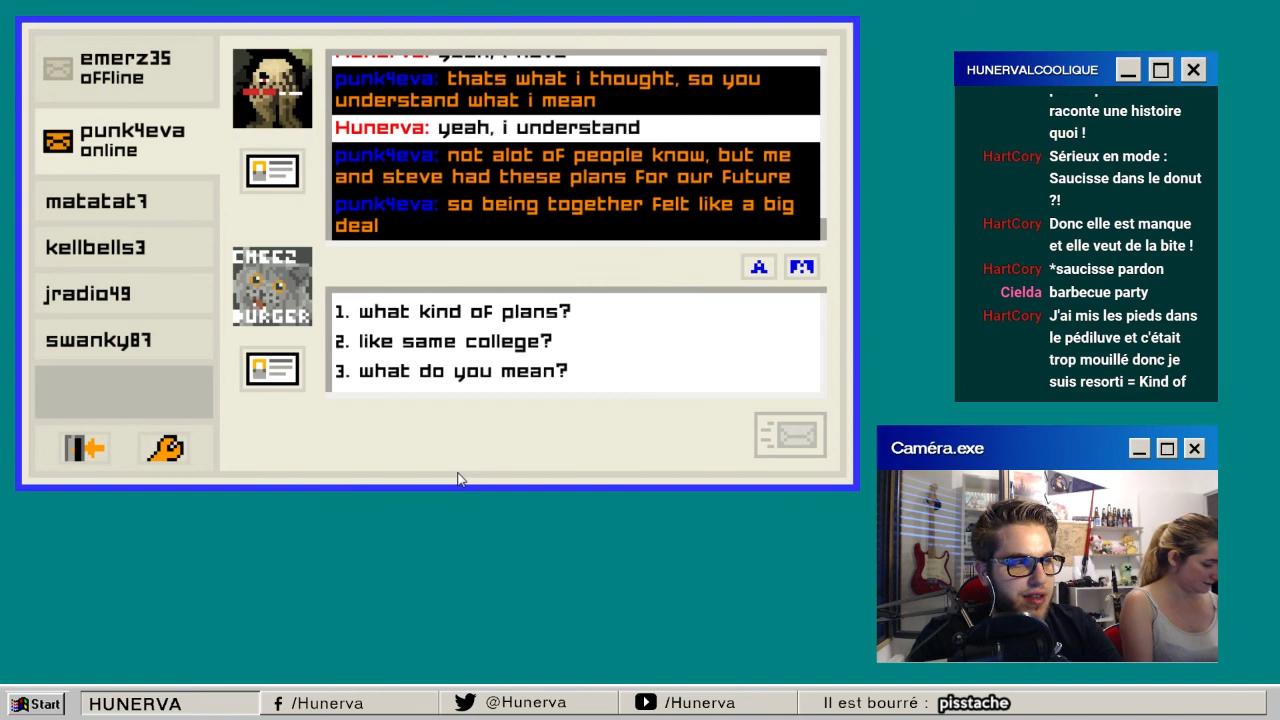 emerz35
offline
punk4eva
online
matatat7
kellbells3
jradio49
swanky87
punk4eva: thats what i thought, so you
understand what i mean
Hunerva: yeah, i understand
punk4eva: not alot of people know, but me
and steve had these plans for our future
punk4eva: so being together felt like a big
deal
CHEEZ
BURGER
1. what kind of plans?
2. like same college?
3. what do you mean?
HUNERVALCOOLIQUE
raconte une histoire
quoi !
HartCory Sérieux en mode :
Saucisse dans le donut
?!
HartCory Donc elle est manque
et elle veut de la bite !
HartCory *saucisse pardon
Cielda barbecue party
HartCory J'ai mis les pieds dans
le pédiluve et c'était
trop mouillé donc je
suis resorti = Kind of
Caméra.exe
Start
HUNERVA
/Hunerva
@Hunerva
/Hunerva
Il est bourré : pisstache